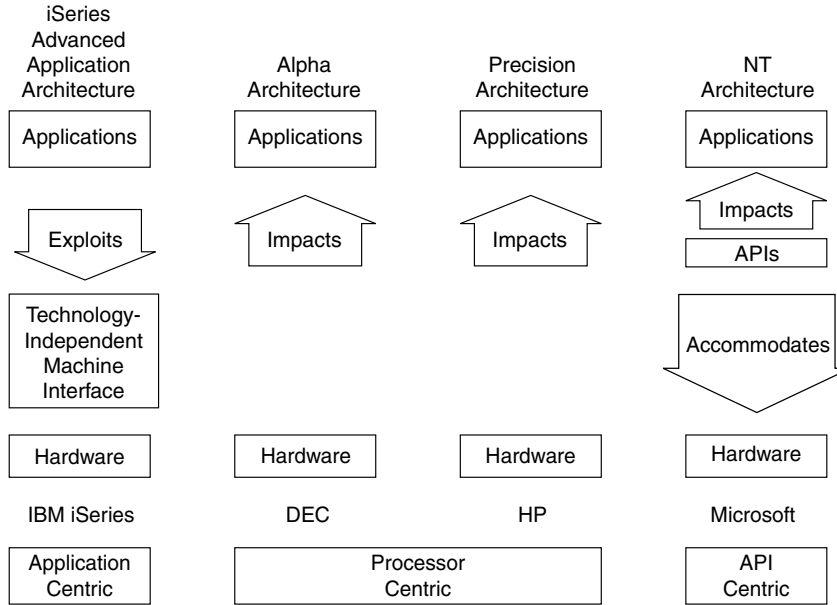 iSeries
Advanced
Application
Architecture
Alpha
Architecture
Precision
Architecture
NT
Architecture
Applications
Applications
Applications
Applications
Exploits
Impacts
Impacts
Impacts
APIs
Technology-
Independent
Machine
Interface
Accommodates
Hardware
Hardware
Hardware
Hardware
IBM iSeries
DEC
HP
Microsoft
Application
Centric
Processor
Centric
API
Centric